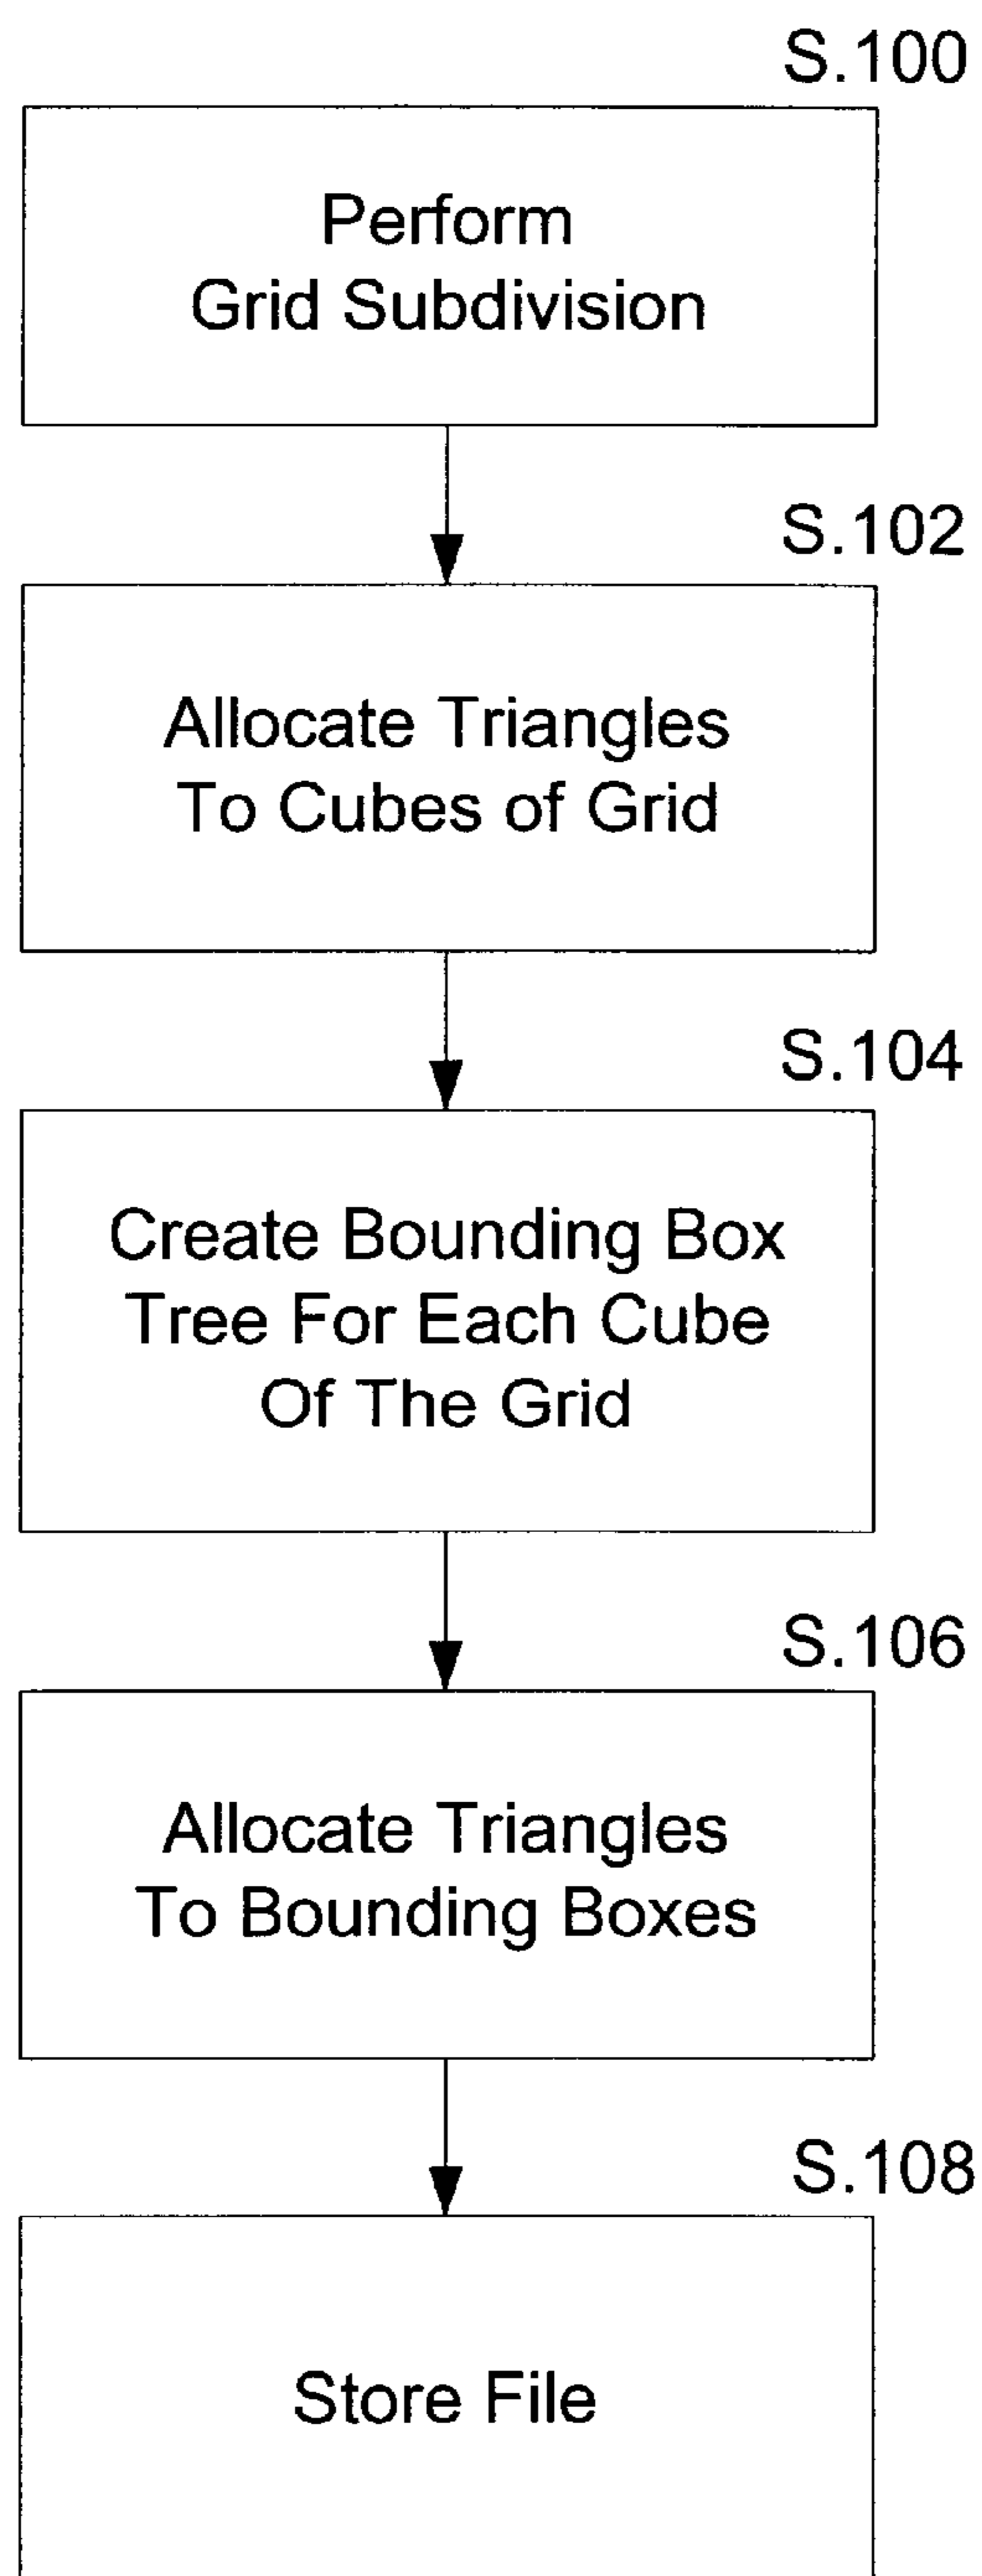 S.100
Perform
Grid Subdivision
S.102
Allocate Triangles
To Cubes of Grid
S.104
Create Bounding Box
Tree For Each Cube
Of The Grid
S.106
Allocate Triangles
To Bounding Boxes
S.108
Store File